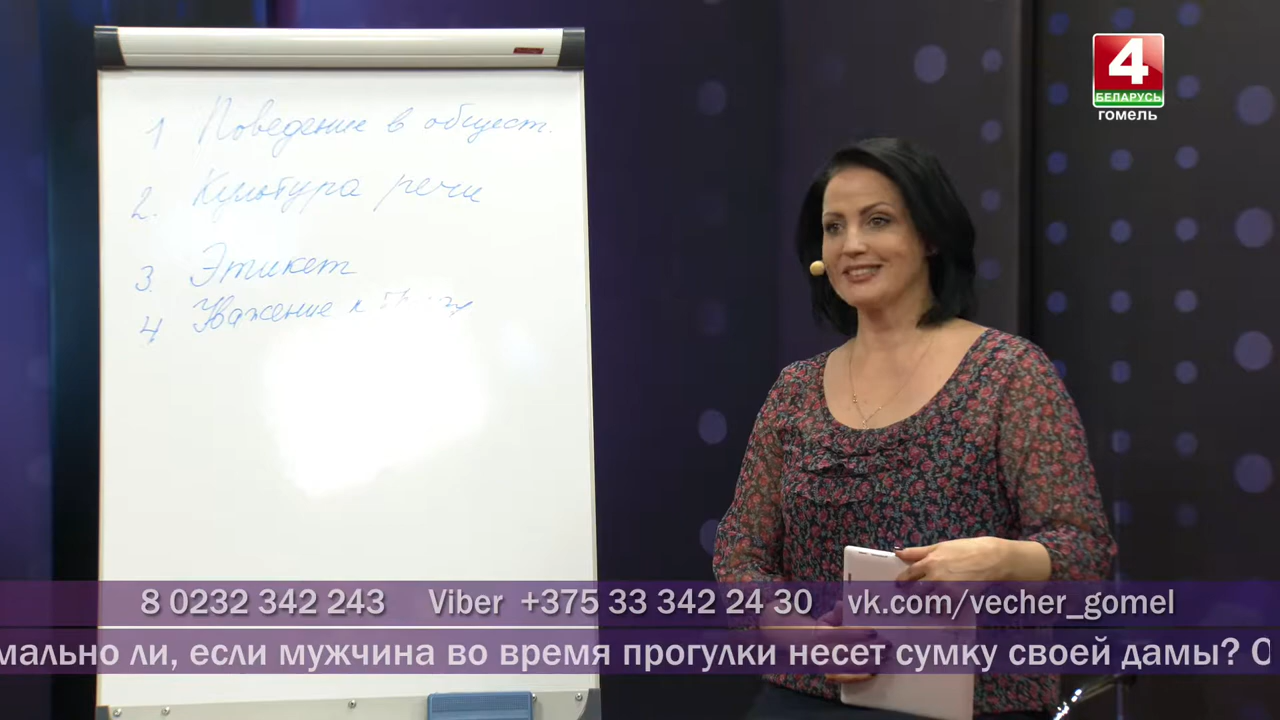 4
БЕЛАРУСЬ
гомель
1 Поведение в общест.
2. Культура речи
3. Этикет
4 Уважение к
8 0232 342 243 Viber +375 33 342 24 30 vk.com/vecher_gomel
мально ли, если мужчина во время прогулки несет сумку своей дамы? О